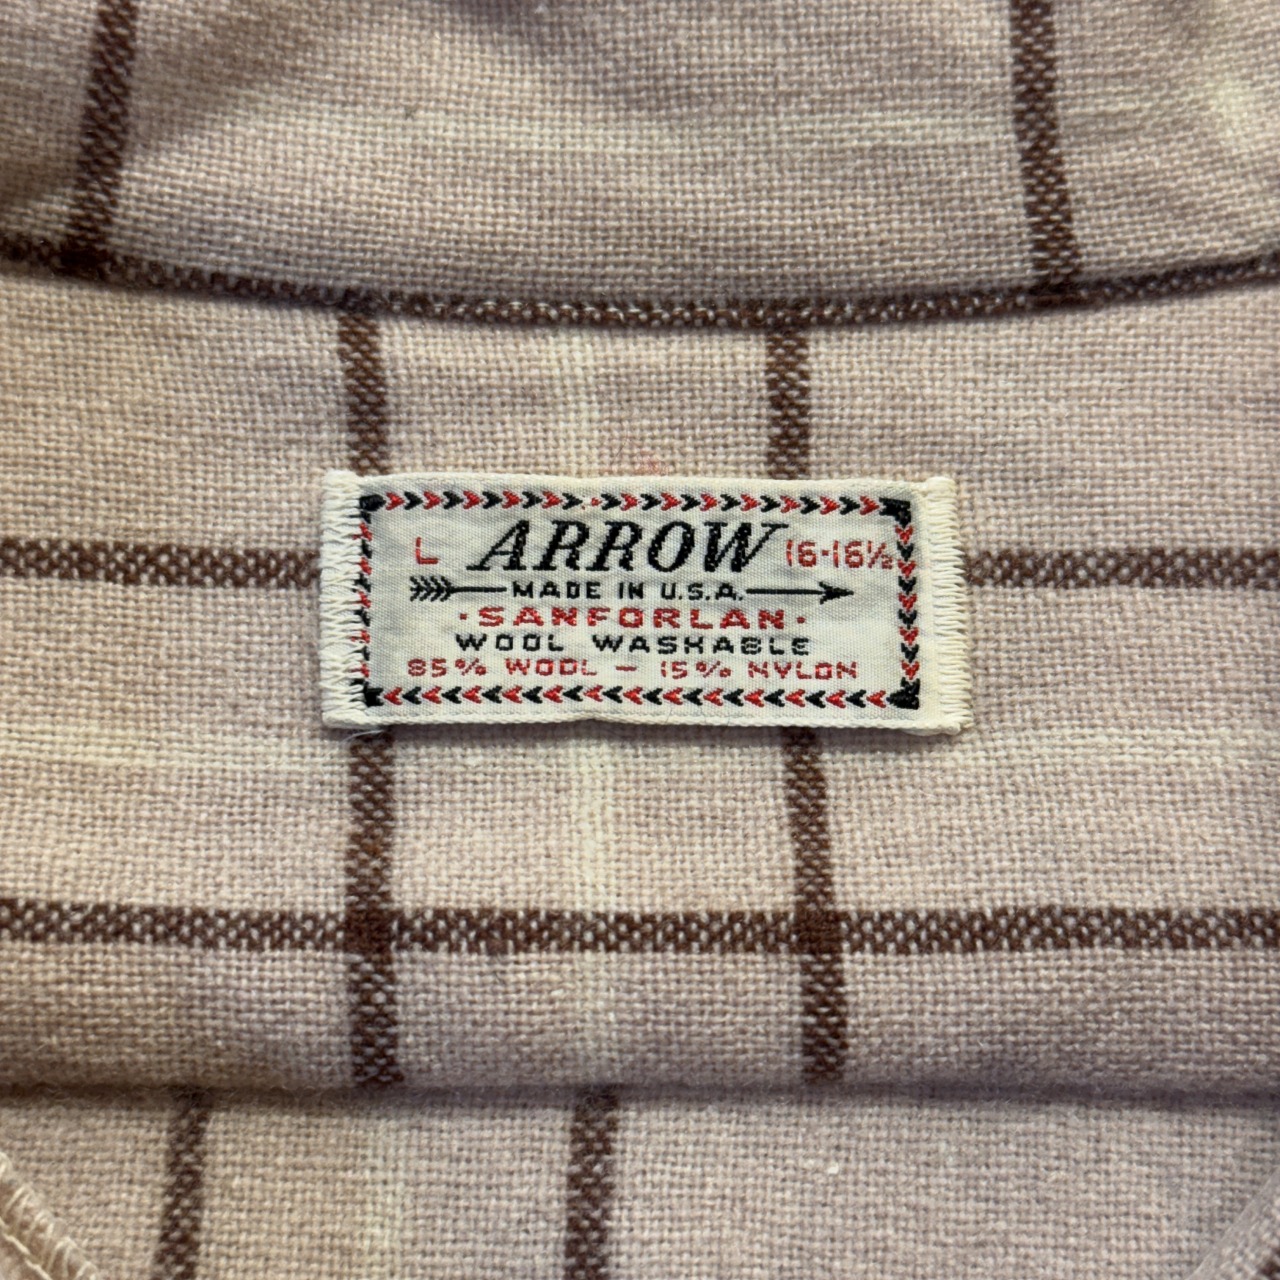 L ARROW 16-16½
MADE IN U.S.A.
·SANFORLAN·
WOOL WASHABLE
85% WOOL — 15% NYLON